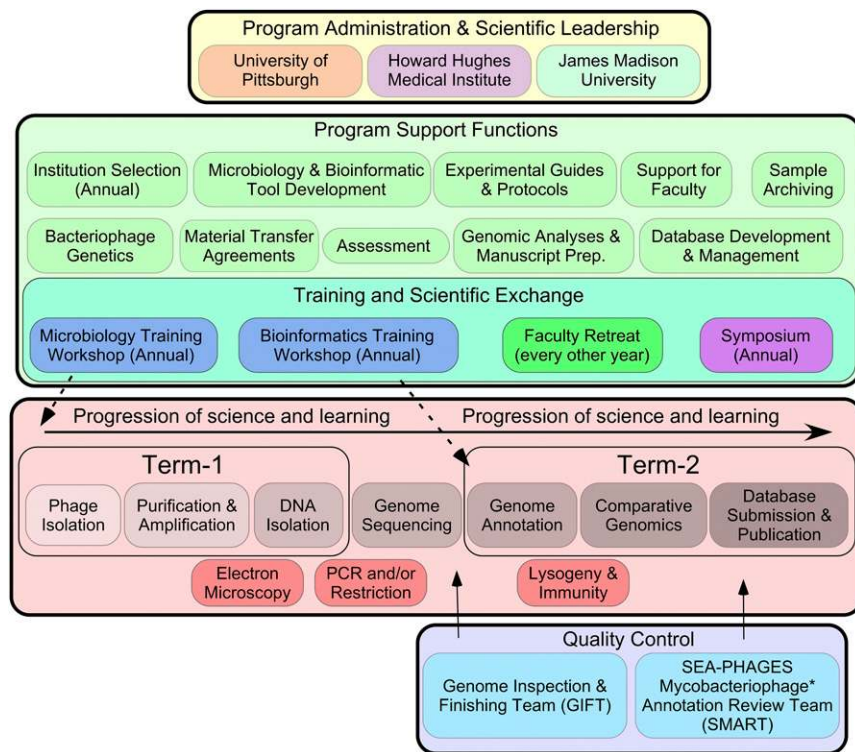 Program Administration & Scientific Leadership
University of
Pittsburgh
Howard Hughes
Medical Institute
James Madison
University
Program Support Functions
Institution Selection
(Annual)
Microbiology & Bioinformatic
Tool Development
Experimental Guides
& Protocols
Support for
Faculty
Sample
Archiving
Bacteriophage
Genetics
Material Transfer
Agreements
Assessment
Genomic Analyses &
Manuscript Prep.
Database Development
& Management
Training and Scientific Exchange
Microbiology Training
Workshop (Annual)
Bioinformatics Training
Workshop (Annual)
Faculty Retreat
(every other year)
Symposium
(Annual)
Progression of science and learning
Progression of science and learning
Term-1
Term-2
Phage
Isolation
Purification &
Amplification
DNA
Isolation
Genome
Sequencing
Genome
Annotation
Comparative
Genomics
Database
Submission &
Publication
Electron
Microscopy
PCR and/or
Restriction
Lysogeny &
Immunity
Quality Control
Genome Inspection &
Finishing Team (GIFT)
SEA-PHAGES
Mycobacteriophage*
Annotation Review Team
(SMART)